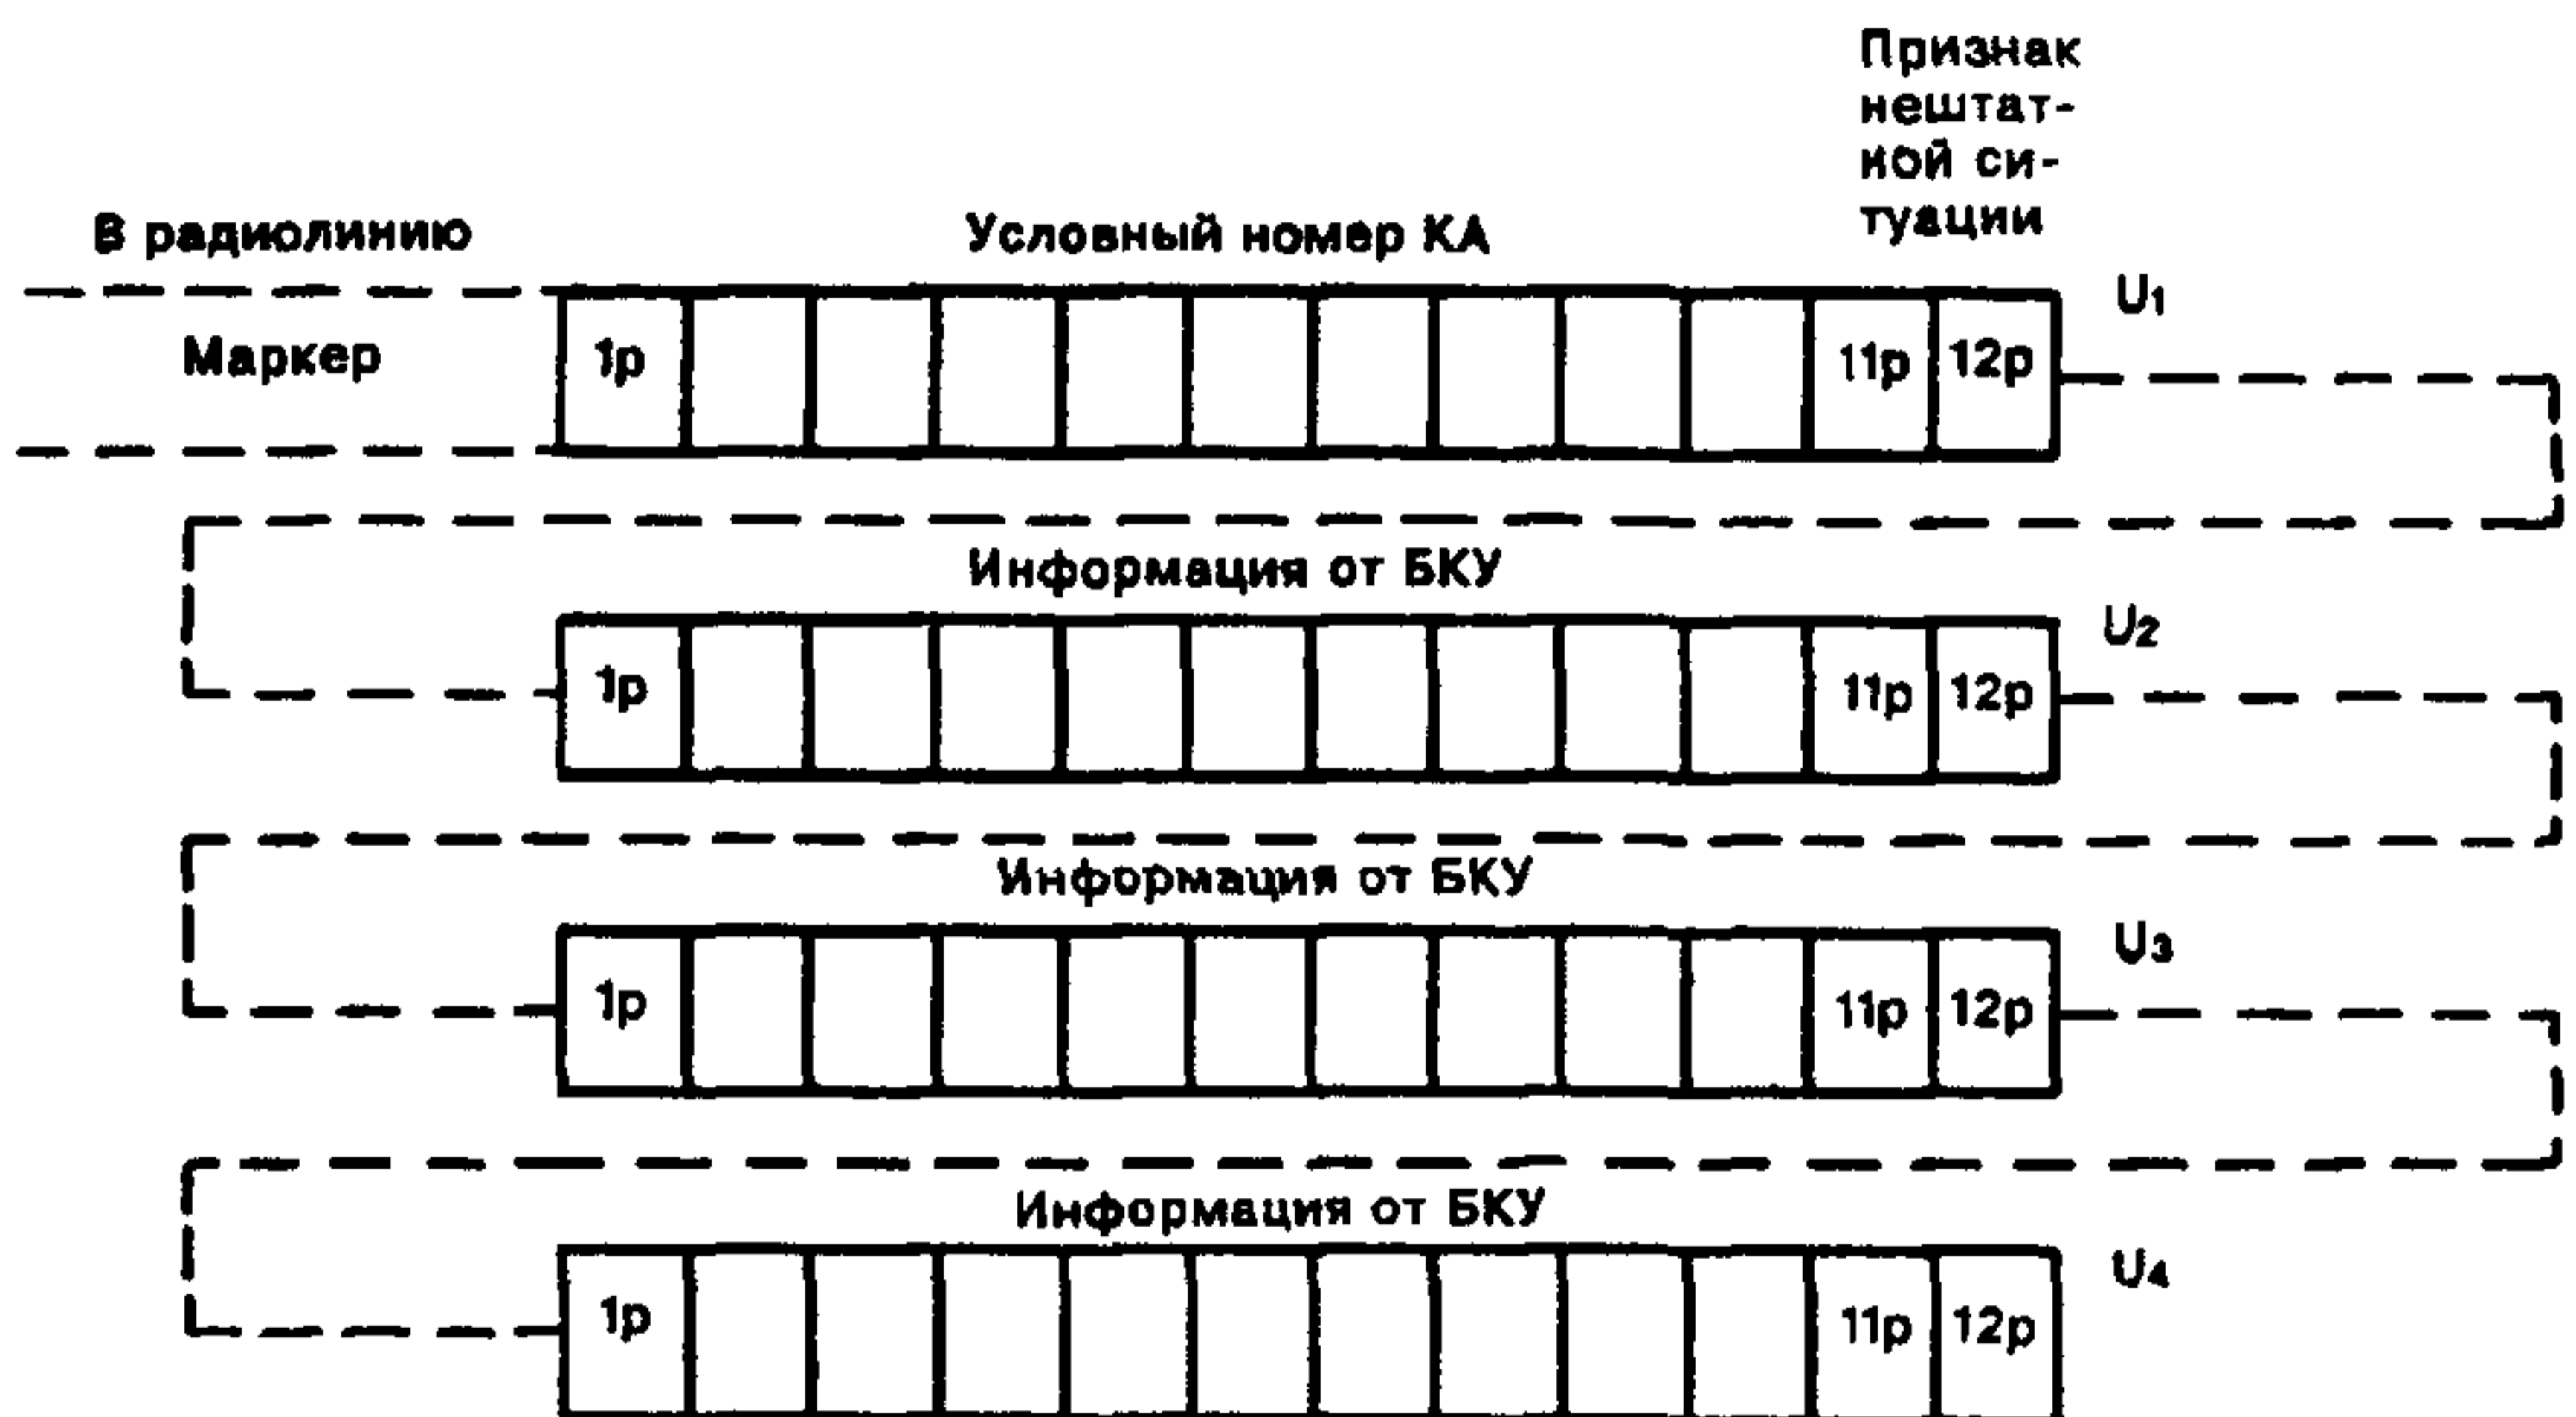 Признак
нештат-
ной си-
туации
В радиолинию
Условный номер КА
U1
Маркер
1р
11р
12р
Информация от БКУ
U2
1р
11р
12р
Информация от БКУ
U3
1р
11р
12р
Информация от БКУ
U4
1р
11р
12р